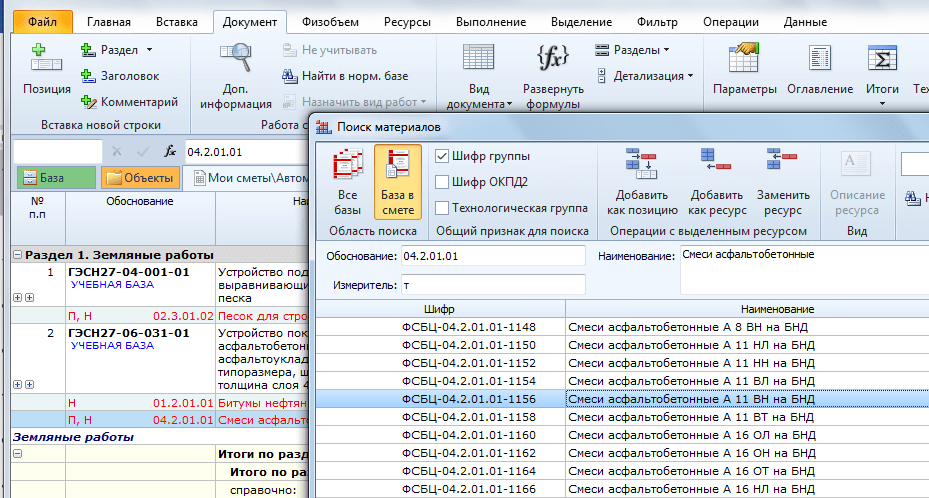 Файл Главная Вставка Документ Физобъем Ресурсы Выполнение Выделение Фильтр Операции Данные
Позиция
Раздел
Заголовок
Комментарий
Вставка новой строки
Доп.
информация
Не учитывать
Найти в норм. базе
Назначить вид работ
Работа с
Вид
документа
Развернуть
формулы
Разделы
Детализация
Параметры
Оглавление
Итоги
Тех
04.2.01.01
База
Объекты
Мои сметы\Автом
№
п.п
Обоснование
Наи
Раздел 1. Земляные работы
1 ГЭСН27-04-001-01 Устройство под
УЧЕБНАЯ БАЗА выравнивающи
песка
П, Н 02.3.01.02 Песок для стро
2 ГЭСН27-06-031-01 Устройство пок
УЧЕБНАЯ БАЗА асфальтобетонн
асфальтоуклад
типоразмера, ш
толщина слоя 4
Н 01.2.01.01 Битумы нефтян
П, Н 04.2.01.01 Смеси асфальто
Земляные работы
Итоги по разд
Итого по ра
справочно:
Поиск материалов
Все
базы
База в
смете
Область поиска
Шифр группы
Шифр ОКПД2
Технологическая группа
Общий признак для поиска
Добавить
как позицию
Добавить
как ресурс
Заменить
ресурс
Операции с выделенным ресурсом
Описание
ресурса
Вид
Н
Обоснование: 04.2.01.01
Наименование: Смеси асфальтобетонные
Измеритель: т
Шифр Наименование
ФСБЦ-04.2.01.01-1148 Смеси асфальтобетонные А 8 ВН на БНД
ФСБЦ-04.2.01.01-1150 Смеси асфальтобетонные А 11 НЛ на БНД
ФСБЦ-04.2.01.01-1152 Смеси асфальтобетонные А 11 НН на БНД
ФСБЦ-04.2.01.01-1154 Смеси асфальтобетонные А 11 ВЛ на БНД
ФСБЦ-04.2.01.01-1156 Смеси асфальтобетонные А 11 ВН на БНД
ФСБЦ-04.2.01.01-1158 Смеси асфальтобетонные А 11 ВТ на БНД
ФСБЦ-04.2.01.01-1160 Смеси асфальтобетонные А 16 ОЛ на БНД
ФСБЦ-04.2.01.01-1162 Смеси асфальтобетонные А 16 ОН на БНД
ФСБЦ-04.2.01.01-1164 Смеси асфальтобетонные А 16 ОТ на БНД
ФСБЦ-04.2.01.01-1166 Смеси асфальтобетонные А 16 НЛ на БНД